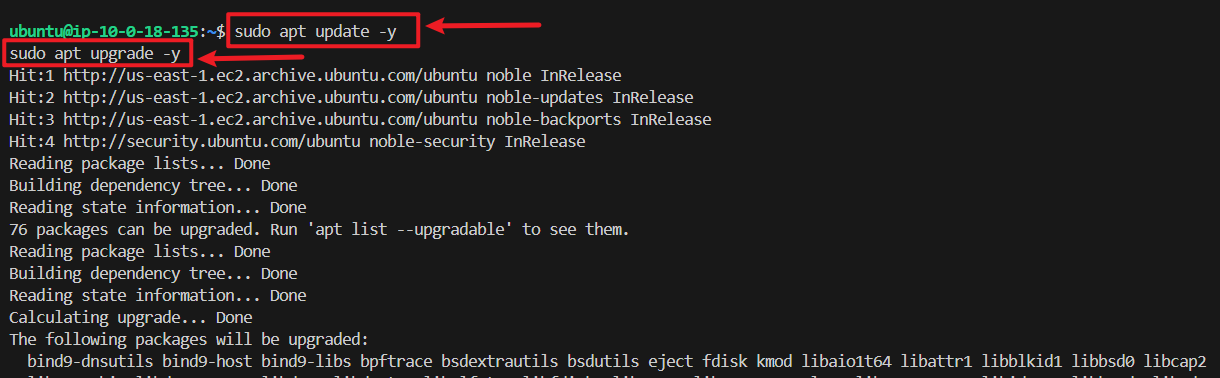 ubuntu@ip-10-0-18-135:~$ sudo apt update -y
sudo apt upgrade -y
Hit:1 http://us-east-1.ec2.archive.ubuntu.com/ubuntu noble InRelease
Hit:2 http://us-east-1.ec2.archive.ubuntu.com/ubuntu noble-updates InRelease
Hit:3 http://us-east-1.ec2.archive.ubuntu.com/ubuntu noble-backports InRelease
Hit:4 http://security.ubuntu.com/ubuntu noble-security InRelease
Reading package lists... Done
Building dependency tree... Done
Reading state information... Done
76 packages can be upgraded. Run 'apt list --upgradable' to see them.
Reading package lists... Done
Building dependency tree... Done
Reading state information... Done
Calculating upgrade... Done
The following packages will be upgraded:
  bind9-dnsutils bind9-host bind9-libs bpftrace bsdextrautils bsdutils eject fdisk kmod libaio1t64 libattr1 libblkid1 libbsd0 libcap2